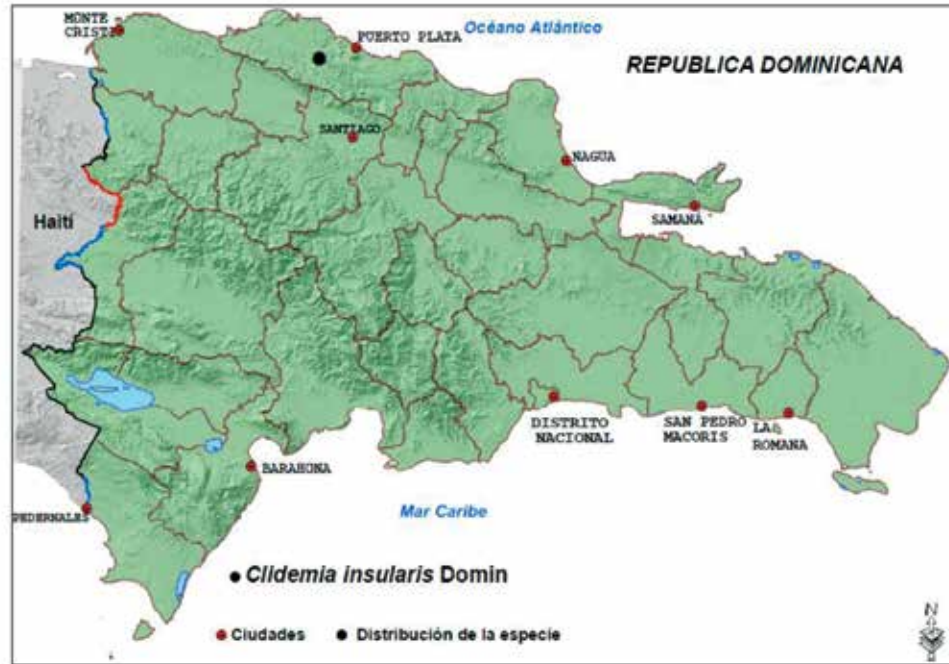 MONTE
CRISTI
PUERTO PLATA
Océano Atlántico
REPUBLICA DOMINICANA
SANTIAGO
NAGUA
Haití
SAMANÁ
DISTRITO
NACIONAL
SAN PEDRO
MACORIS
LA
ROMANA
BARAHONA
PEDERNALES
Mar Caribe
Clidemia insularis Domin
Ciudades
Distribución de la especie
N